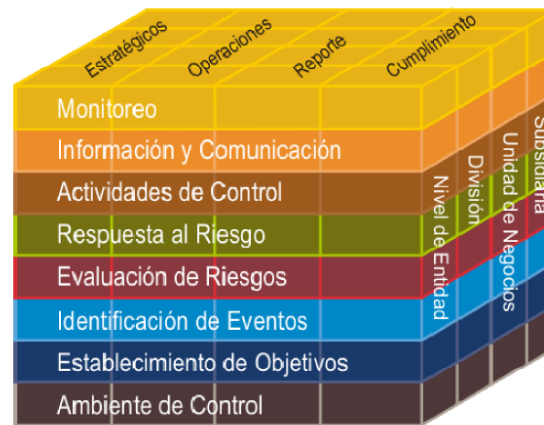 Estratégicos
Operaciones
Reporte
Cumplimiento
Monitoreo
Información y Comunicación
Actividades de Control
Respuesta al Riesgo
Evaluación de Riesgos
Identificación de Eventos
Establecimiento de Objetivos
Ambiente de Control
Nivel de Entidad
División
Unidad de Negocios
Subsidiaria